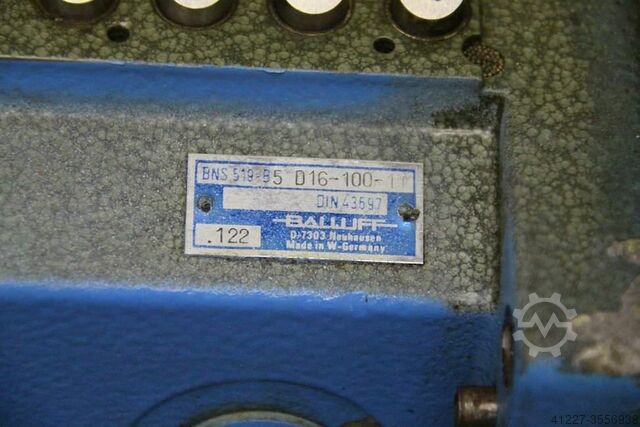 BNS 519-B5 D16-100-11
DIN 43697
BALLUFF
D-7303 Neuhausen
.122
Made in W-Germany
41227-3556938